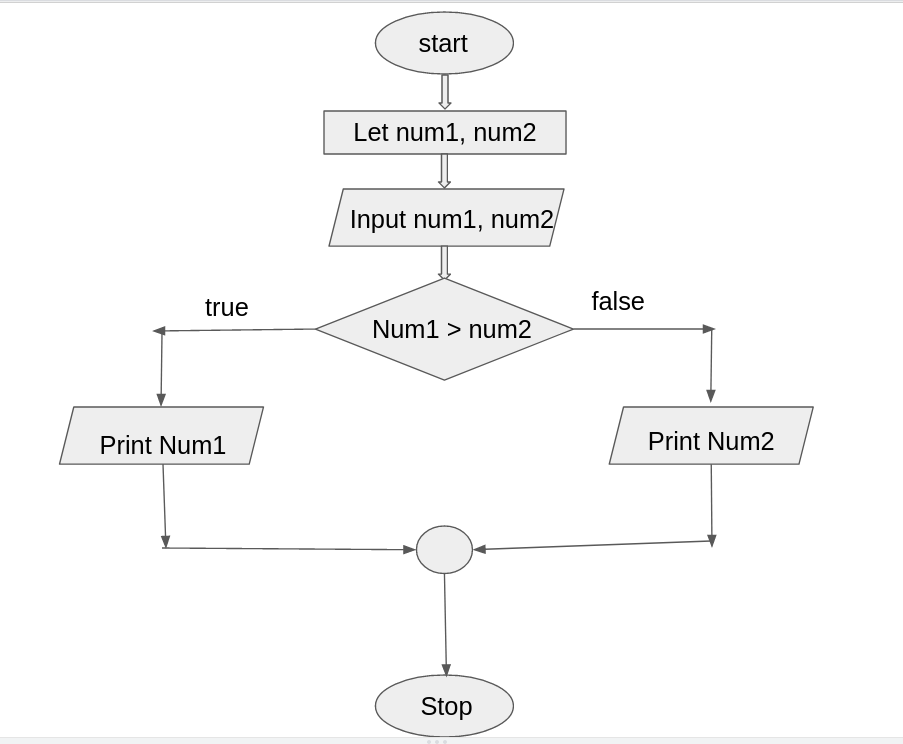 start
Let num1, num2
Input num1, num2
true
false
Num1 > num2
Print Num1
Print Num2
Stop